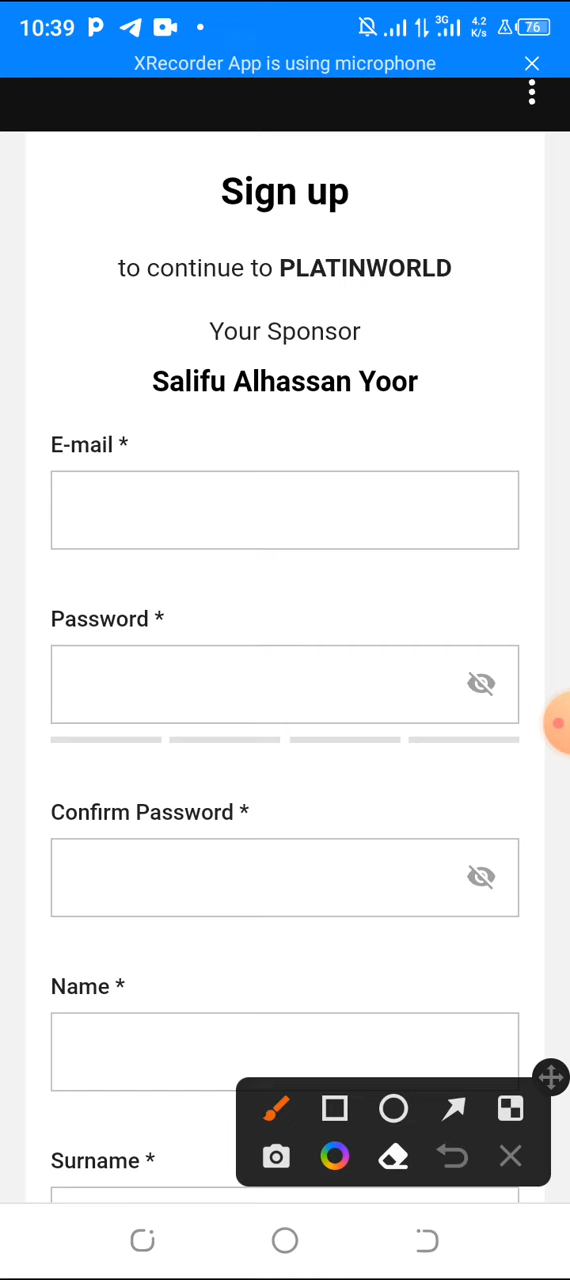 10:39
3G
4.2
K/s
76
XRecorder App is using microphone
Sign up
to continue to PLATINWORLD
Your Sponsor
Salifu Alhassan Yoor
E-mail *
Password *
Confirm Password *
Name *
Surname *